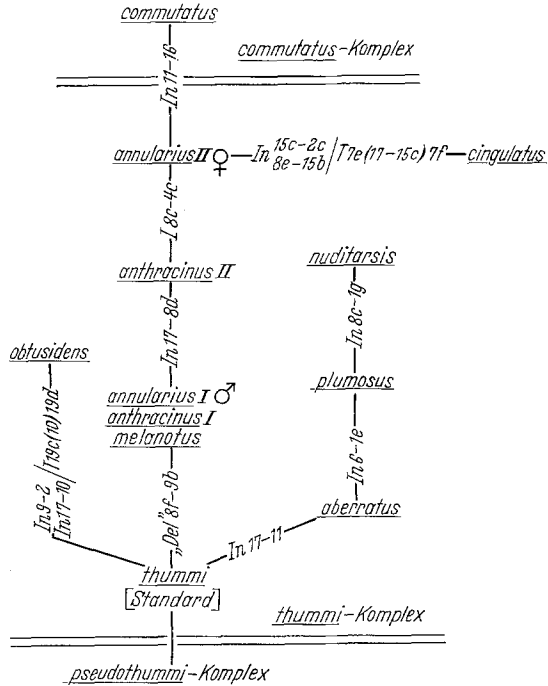 commutatus
In 11-16
commutatus-Komplex
annularius II ♀
In 15c-2c
8e-15b
/T7e(17-15c)7f
cingulatus
I 8c-4c
anthracinus II
nuditarsis
In 17-8d
In 8c-1g
obtusidens
plumosus
annularius I ♂
anthracinus I
melanotus
In 9-2
In 17-10
/T19c(10)19d
In 6-1e
"Del" 8f-9b
aberratus
In 17-11
thummi
[Standard]
thummi-Komplex
pseudothummi-Komplex